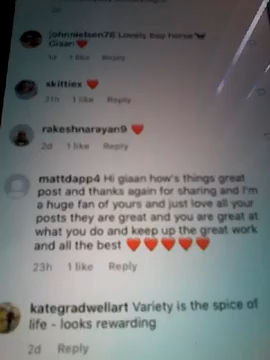 johnnielsen76 Lovely boy horse
Giaan
1d 1 like Reply
skittiex
21h 1 like Reply
rakeshnarayan9
2d 1 like Reply
mattdapp4 Hi giaan how's things great
post and thanks again for sharing and I'm
a huge fan of yours and just love all your
posts they are great and you are great at
what you do and keep up the great work
and all the best ❤️❤️❤️❤️❤️
23h 1 like Reply
kategradwellart Variety is the spice of
life - looks rewarding
2d Reply